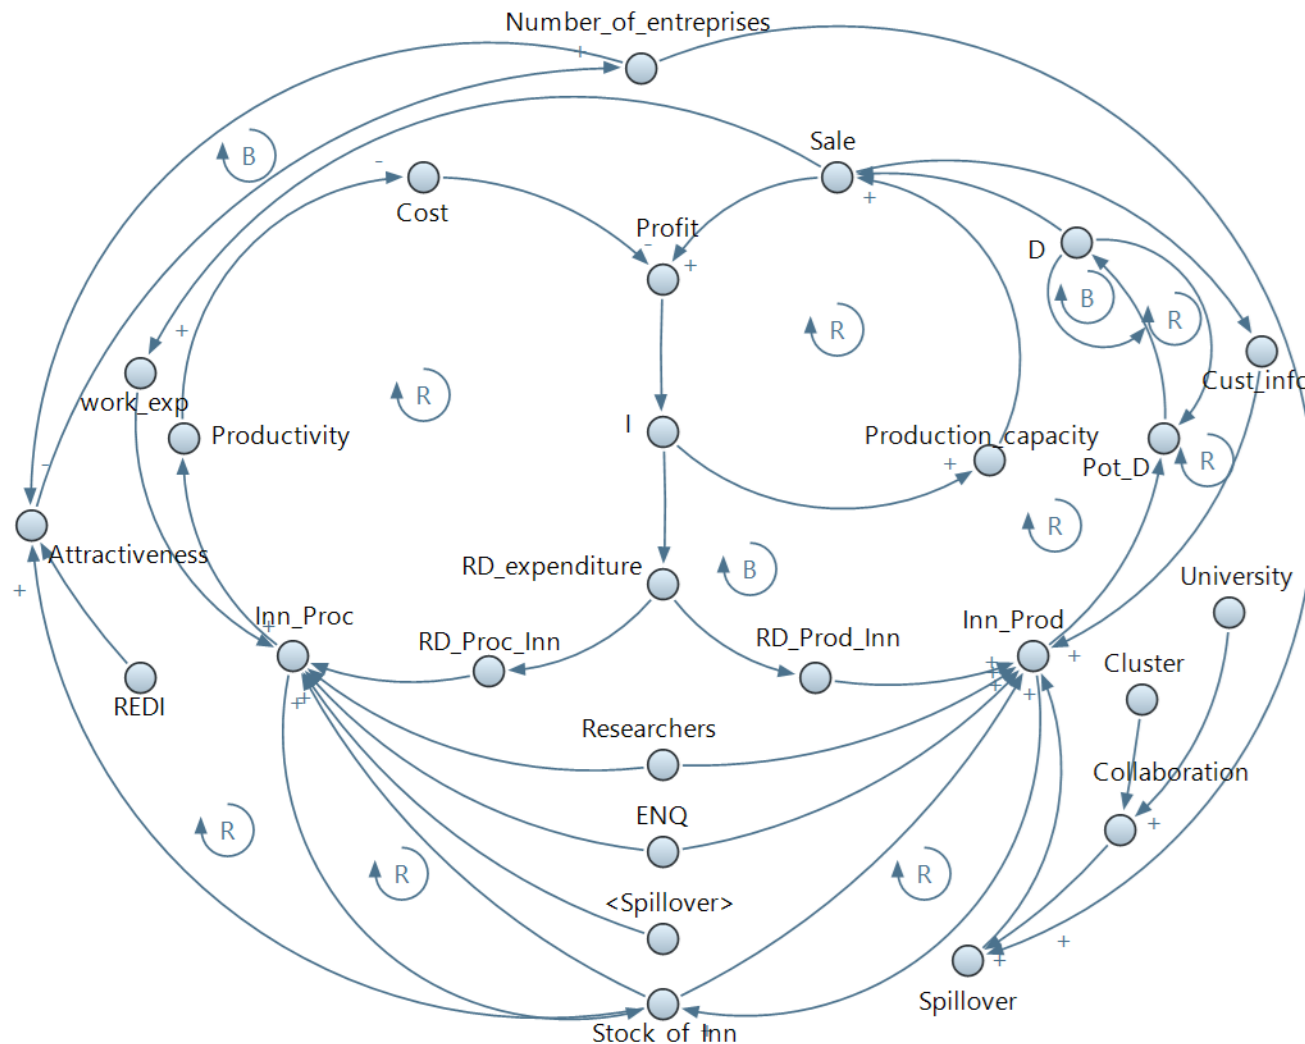 Number_of_entreprises
+
B
Sale
-
Cost
+
Profit
-
+
D
B
R
R
+
R
work_exp
Cust_info
Productivity
I
Production_capacity
+
Pot_D
R
-
Attractiveness
R
+
RD_expenditure
B
University
Inn_Proc
+
RD_Proc_Inn
RD_Prod_Inn
Inn_Prod
+
+
+
+
+
Cluster
REDI
+
+
Researchers
Collaboration
+
ENQ
R
R
R
<Spillover>
+
+
Spillover
Stock_of_Inn
+